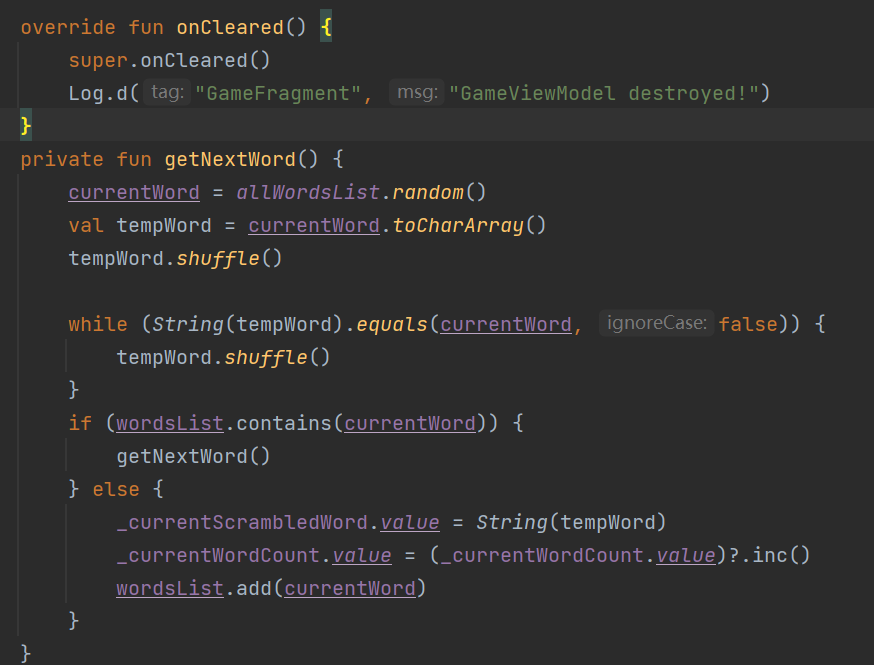 override fun onCleared() {
    super.onCleared()
    Log.d( tag: "GameFragment", msg: "GameViewModel destroyed!")
}
private fun getNextWord() {
    currentWord = allWordsList.random()
    val tempWord = currentWord.toCharArray()
    tempWord.shuffle()

    while (String(tempWord).equals(currentWord, ignoreCase: false)) {
        tempWord.shuffle()
    }
    if (wordsList.contains(currentWord)) {
        getNextWord()
    } else {
        _currentScrambledWord.value = String(tempWord)
        _currentWordCount.value = (_currentWordCount.value)?.inc()
        wordsList.add(currentWord)
    }
}